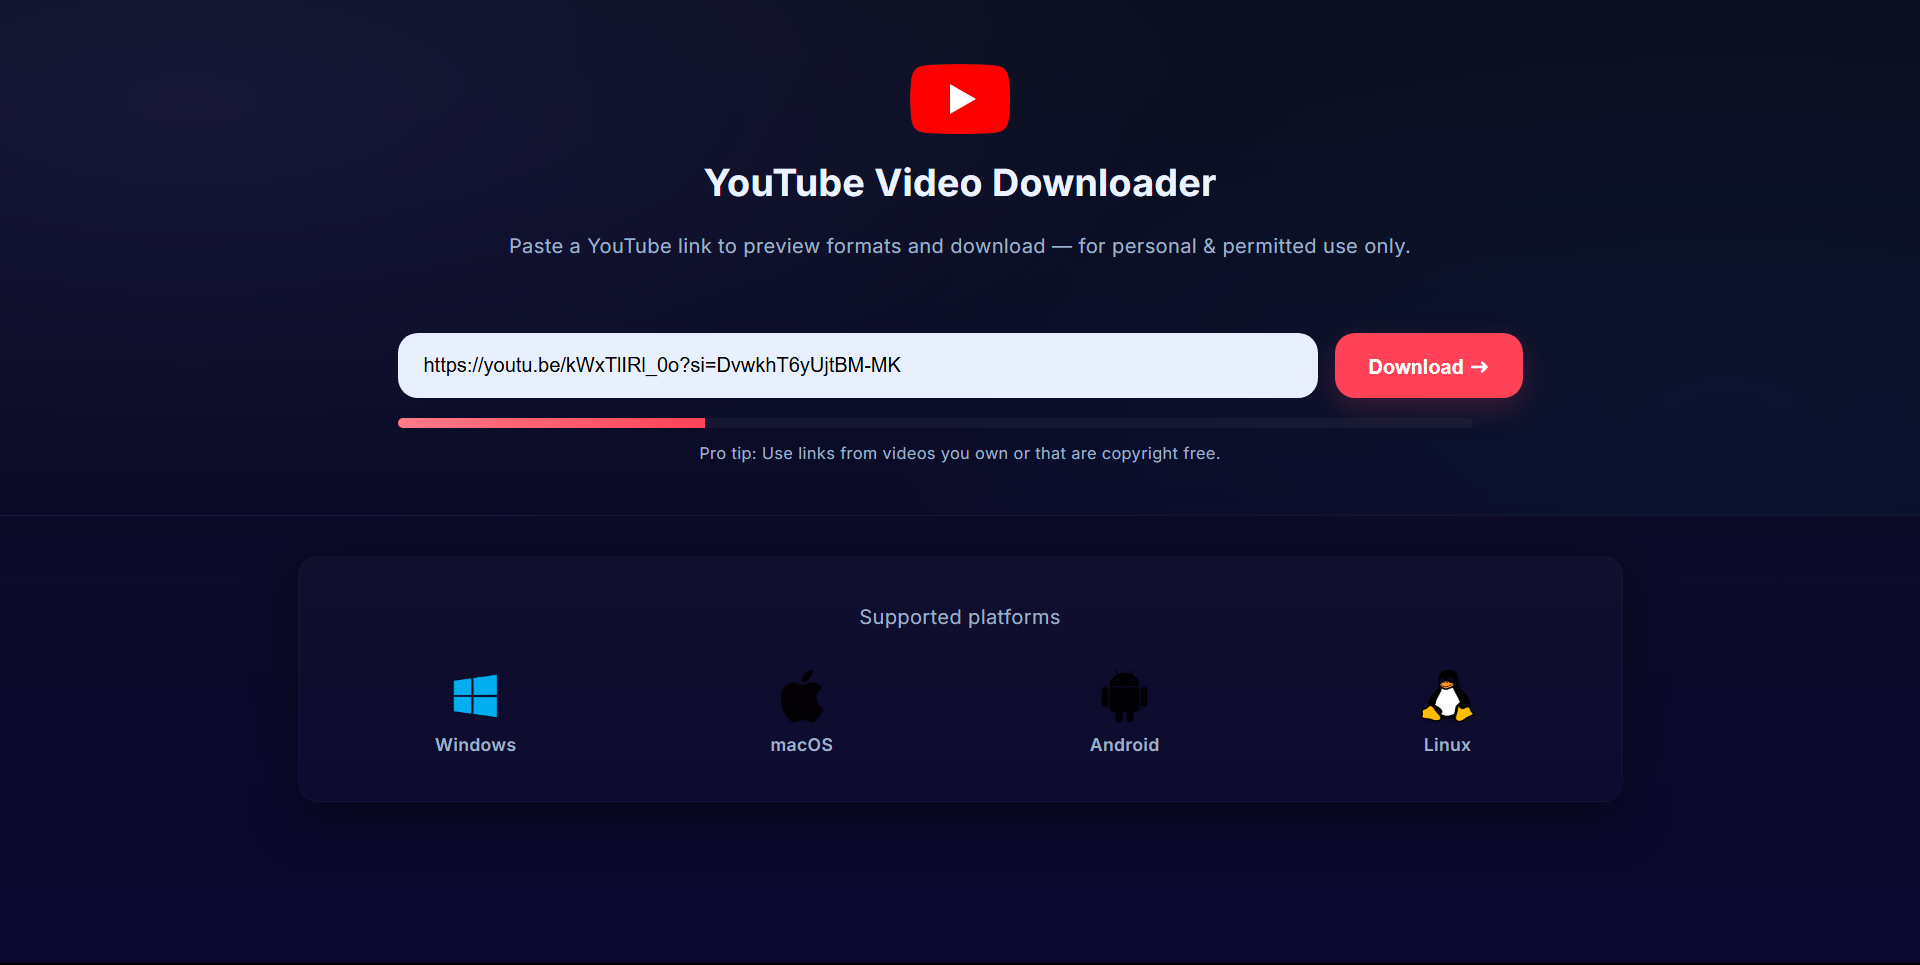 YouTube Video Downloader
Paste a YouTube link to preview formats and download — for personal & permitted use only.
https://youtu.be/kWxTlIRl_0o?si=DvwkhT6yUjtBM-MK
Download →
Pro tip: Use links from videos you own or that are copyright free.
Supported platforms
Windows
macOS
Android
Linux